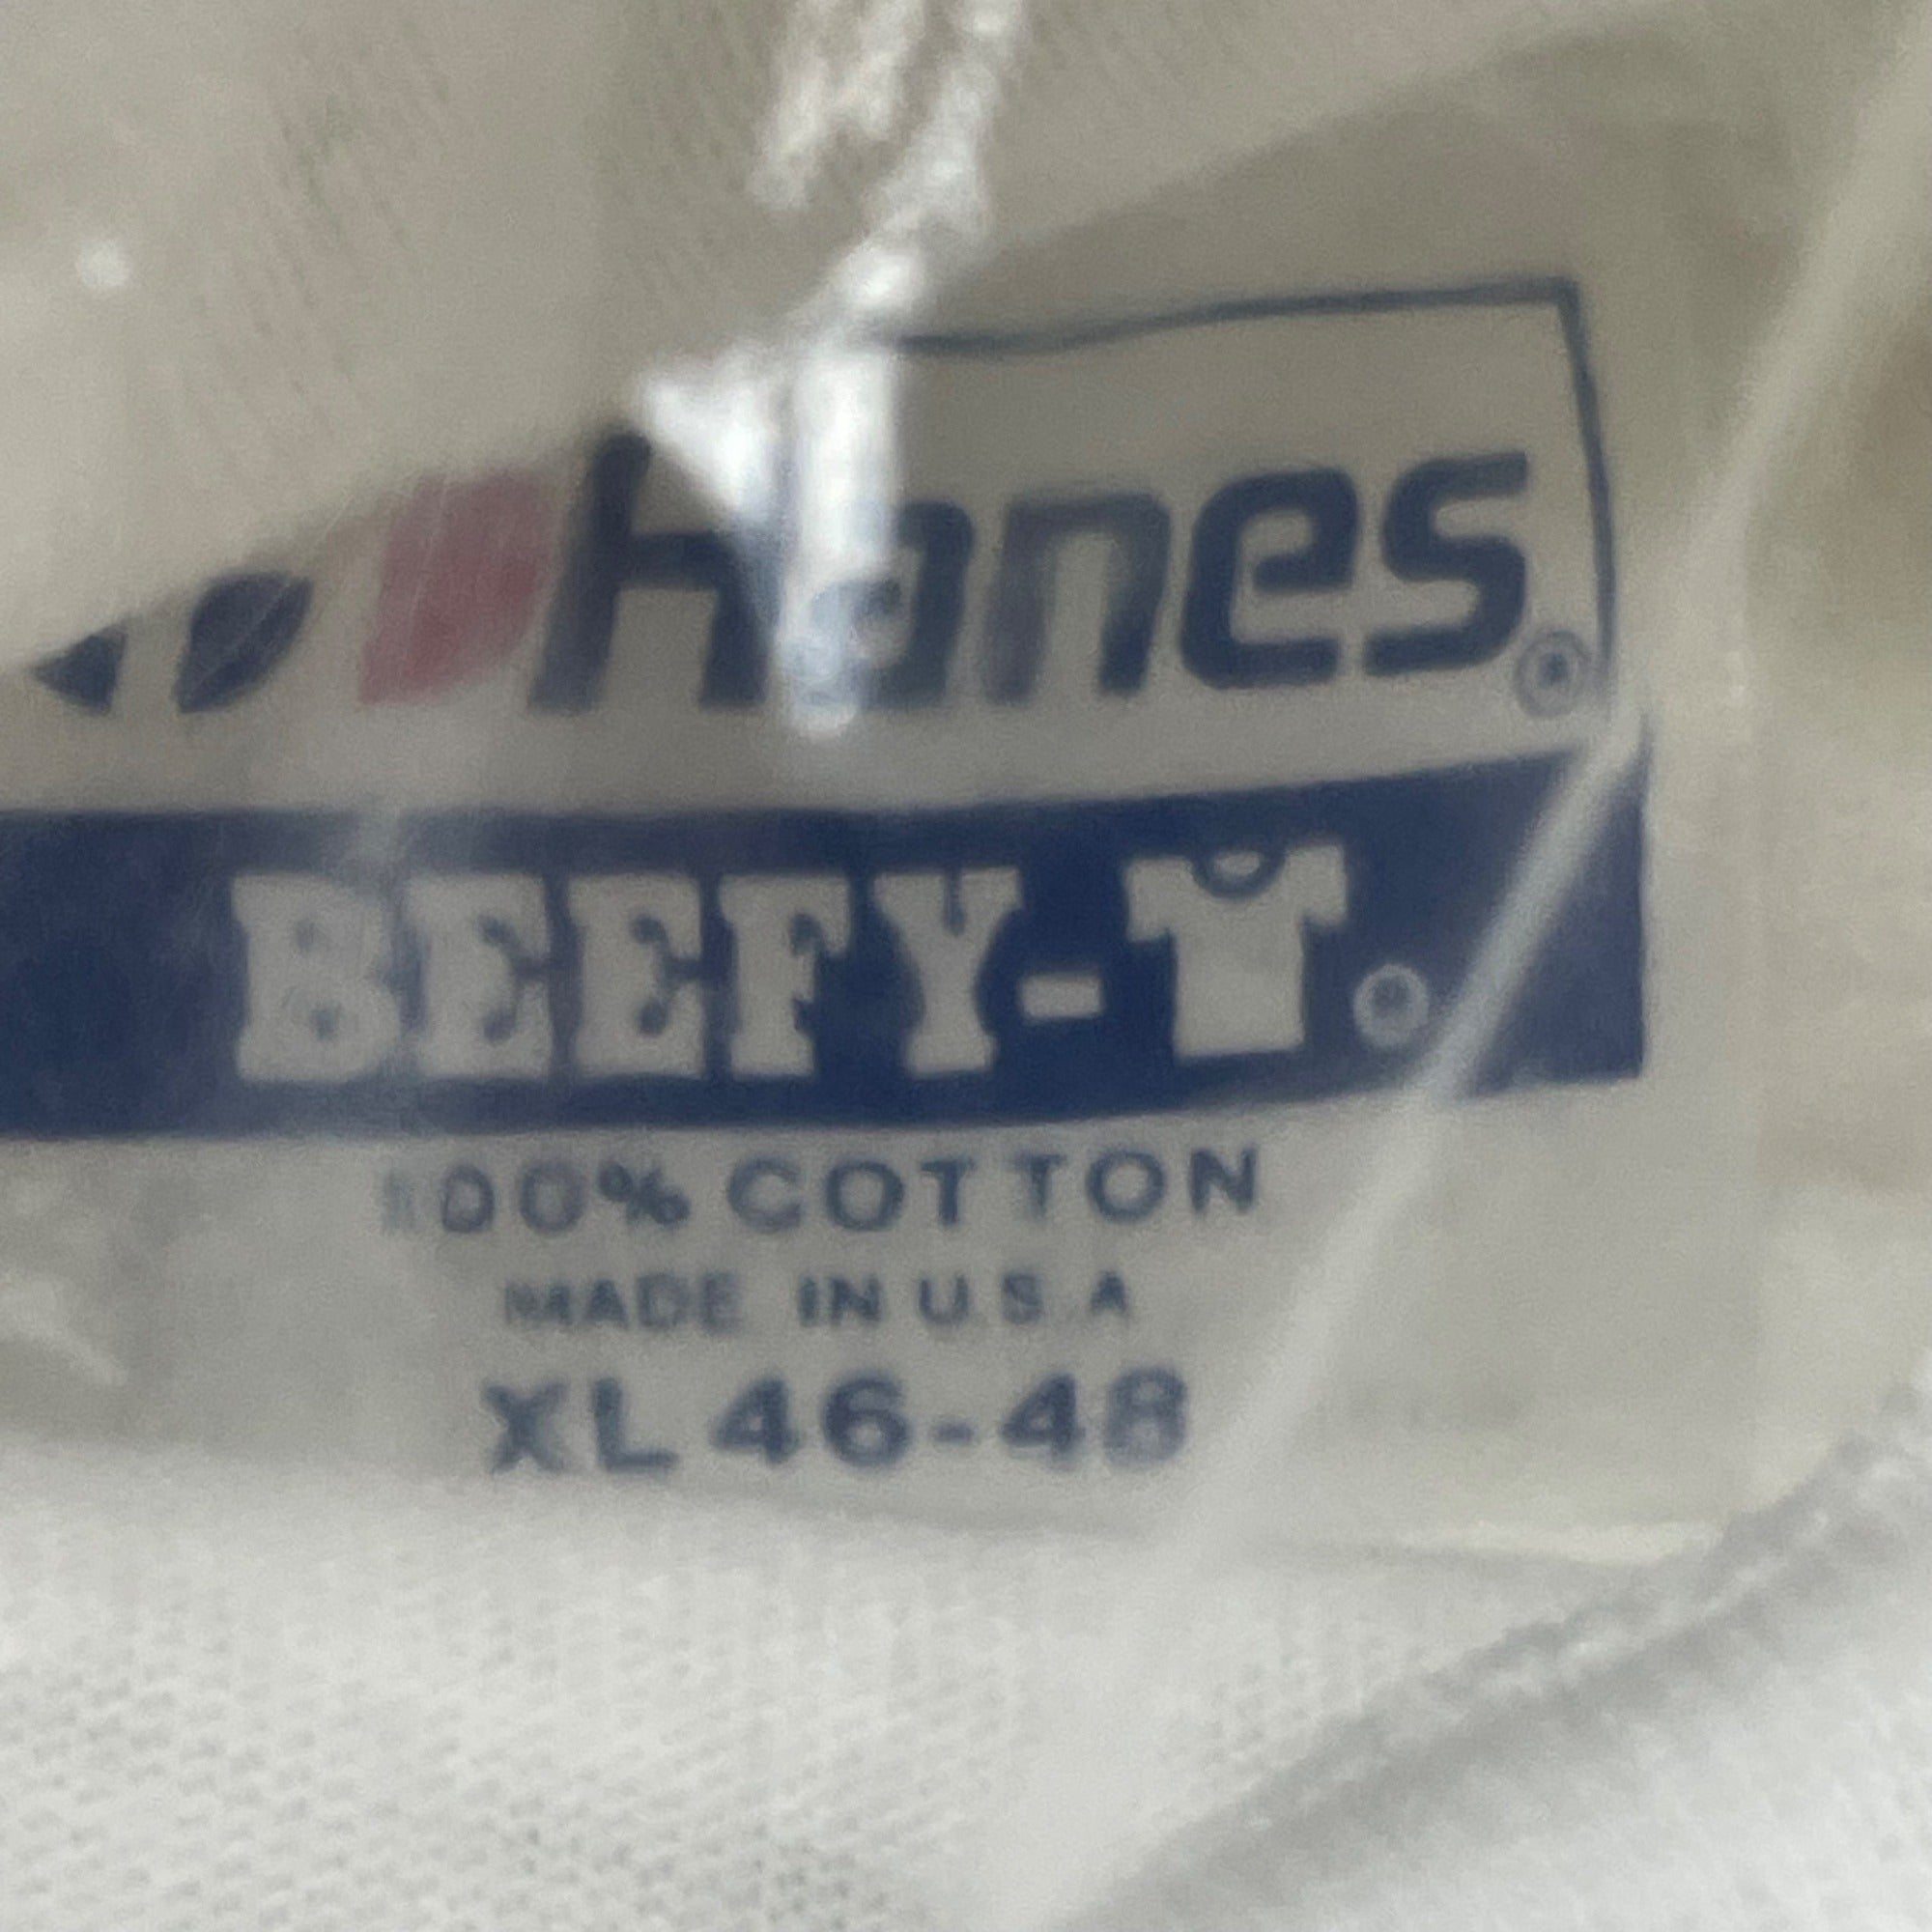 Hanes®
BEEFY-T®
100% COTTON
MADE IN U.S.A
XL 46-48